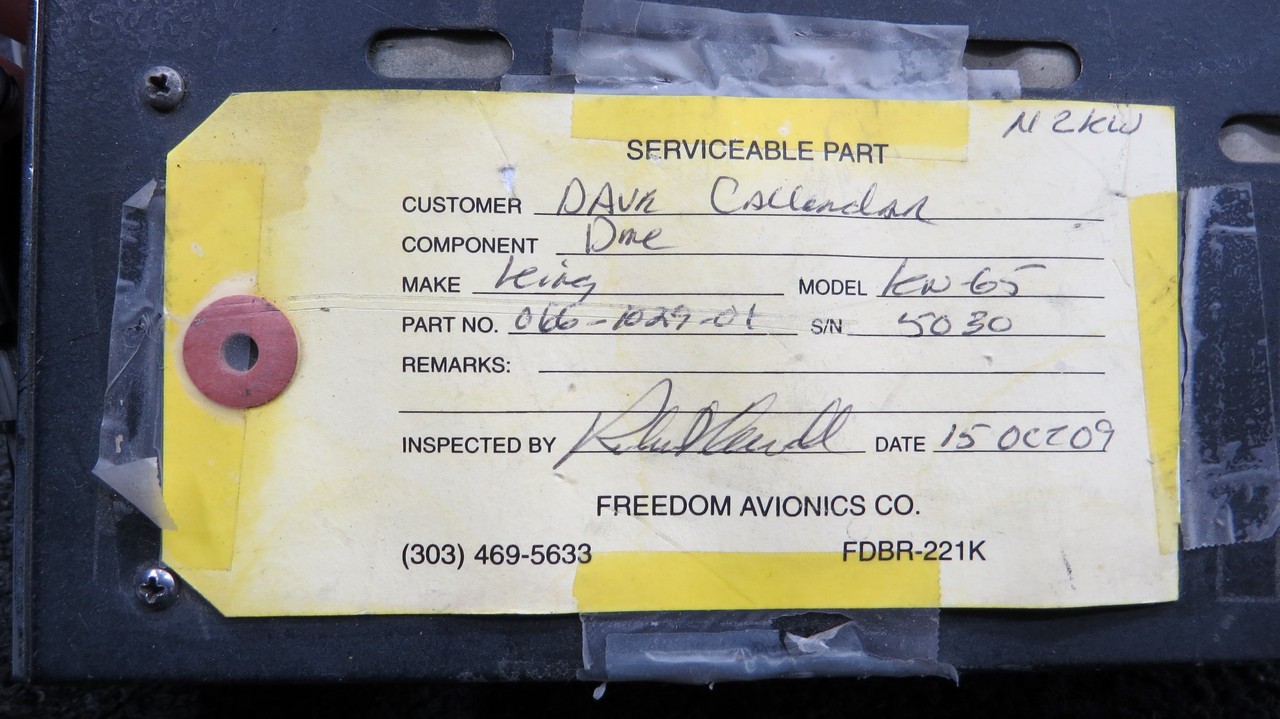 N2KW
SERVICEABLE PART
CUSTOMER DAVE Callendar
COMPONENT Dme
MAKE King MODEL KN-65
PART NO. 066-1029-01 S/N 5030
REMARKS:
INSPECTED BY DATE 15 OCT 09
FREEDOM AVIONICS CO.
(303) 469-5633 FDBR-221K